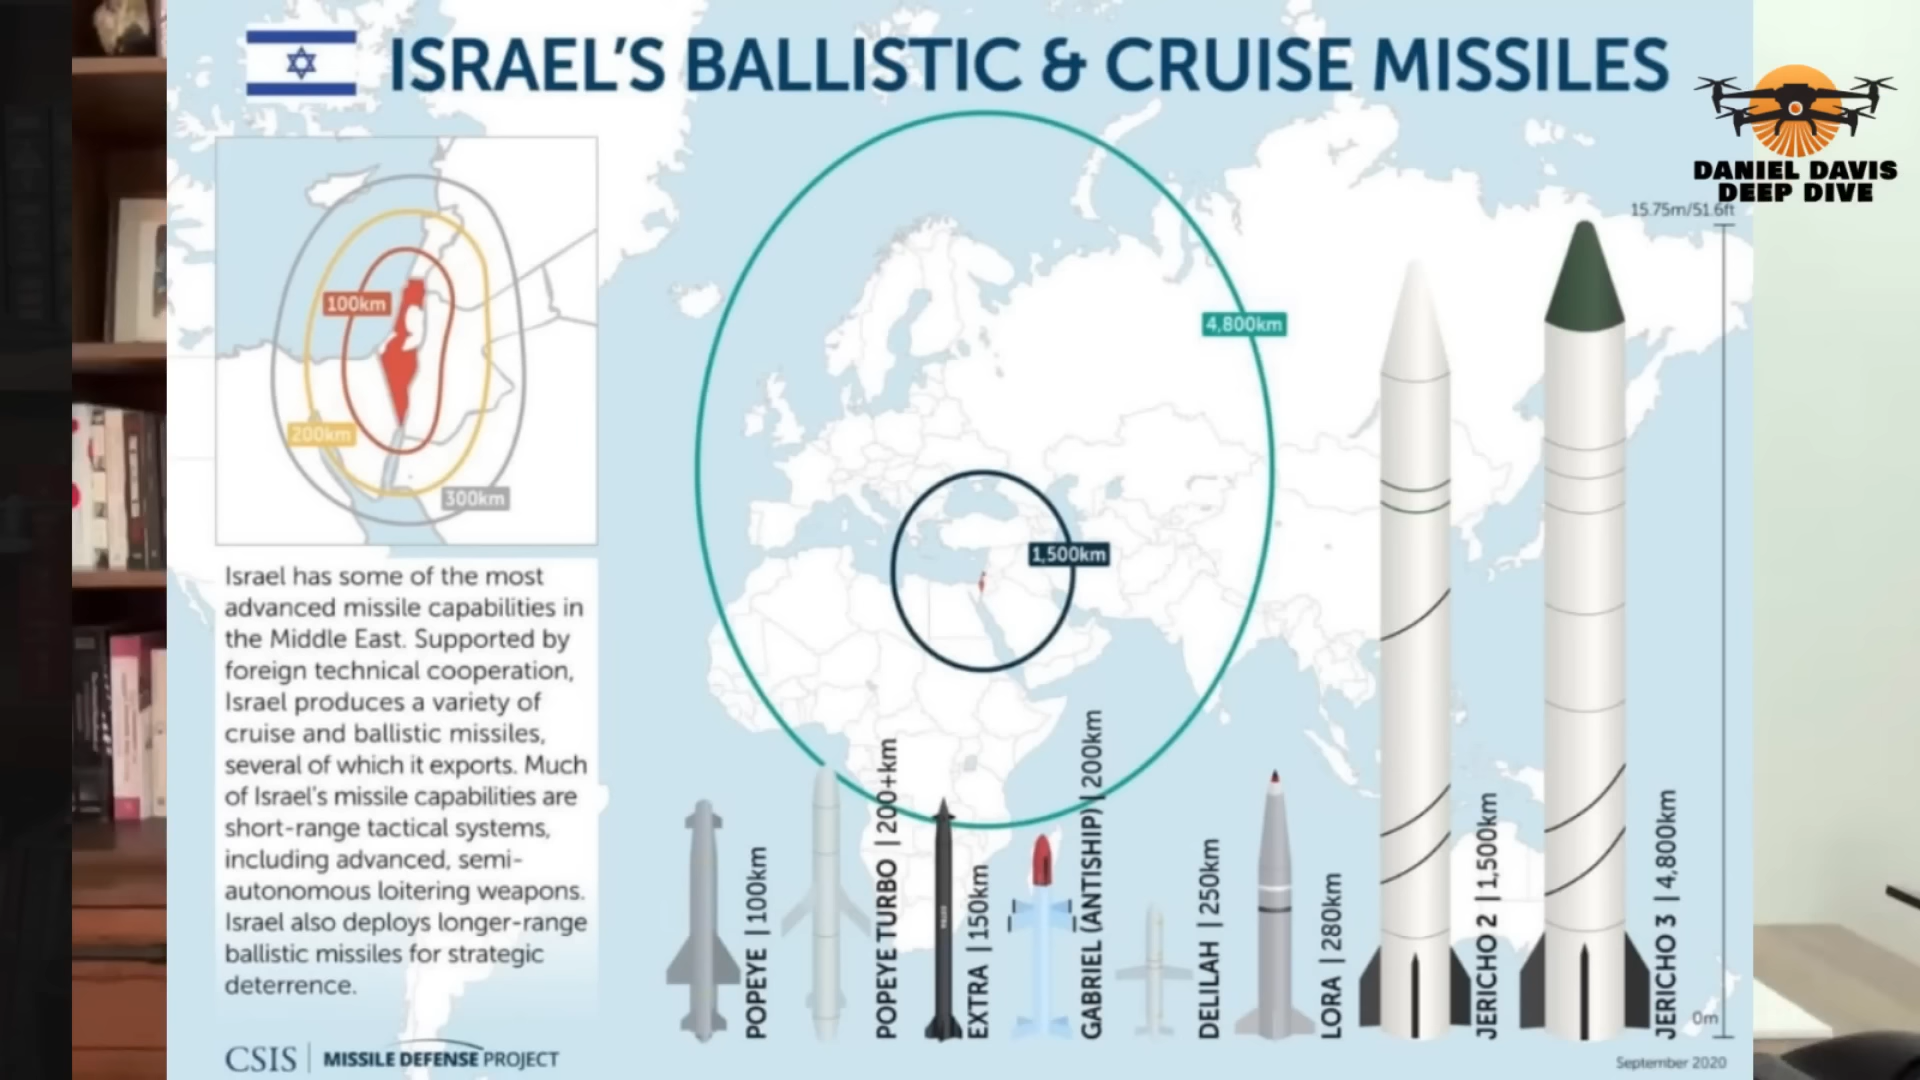 ISRAEL'S BALLISTIC & CRUISE MISSILES
DANIEL DAVIS
DEEP DIVE
15.75m/51.6ft
100km
200km
300km
4,800km
1,500km
Israel has some of the most
advanced missile capabilities in
the Middle East. Supported by
foreign technical cooperation,
Israel produces a variety of
cruise and ballistic missiles,
several of which it exports. Much
of Israel's missile capabilities are
short-range tactical systems,
including advanced, semi-
autonomous loitering weapons.
Israel also deploys longer-range
ballistic missiles for strategic
deterrence.
POPEYE | 100km
POPEYE TURBO | 200+km
EXTRA | 150km
GABRIEL (ANTISHIP) | 200km
DELILAH | 250km
LORA | 280km
JERICHO 2 | 1,500km
JERICHO 3 | 4,800km
0m
CSIS | MISSILE DEFENSE PROJECT
September 2020